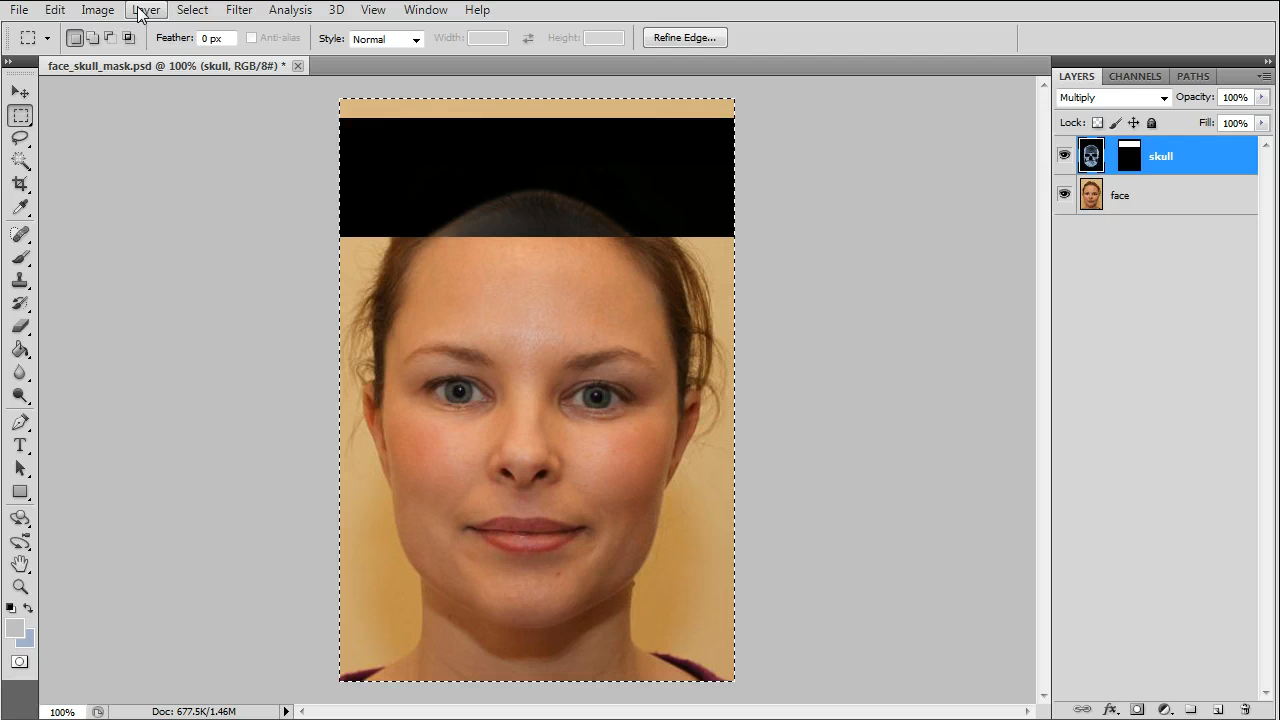 File Edit Image Layer Select Filter Analysis 3D View Window Help
Feather: 0 px Anti-alias Style: Normal Width: Height: Refine Edge...
face_skull_mask.psd @ 100% (skull, RGB/8#) *
LAYERS CHANNELS PATHS
Multiply Opacity: 100%
Lock: Fill: 100%
skull
face
100% Doc: 677.5K/1.46M